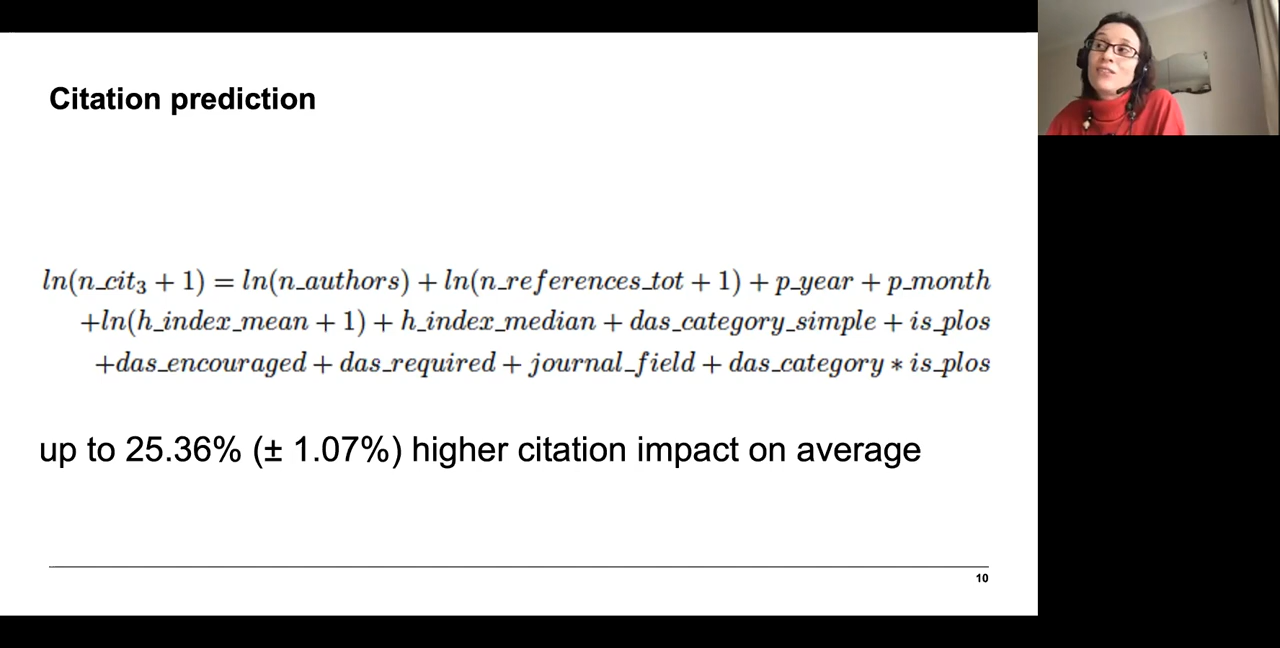 Citation prediction
ln(n_cit₃ + 1) = ln(n_authors) + ln(n_references_tot + 1) + p_year + p_month
+ln(h_index_mean + 1) + h_index_median + das_category_simple + is_plos
+das_encouraged + das_required + journal_field + das_category ∗ is_plos
up to 25.36% (± 1.07%) higher citation impact on average
10